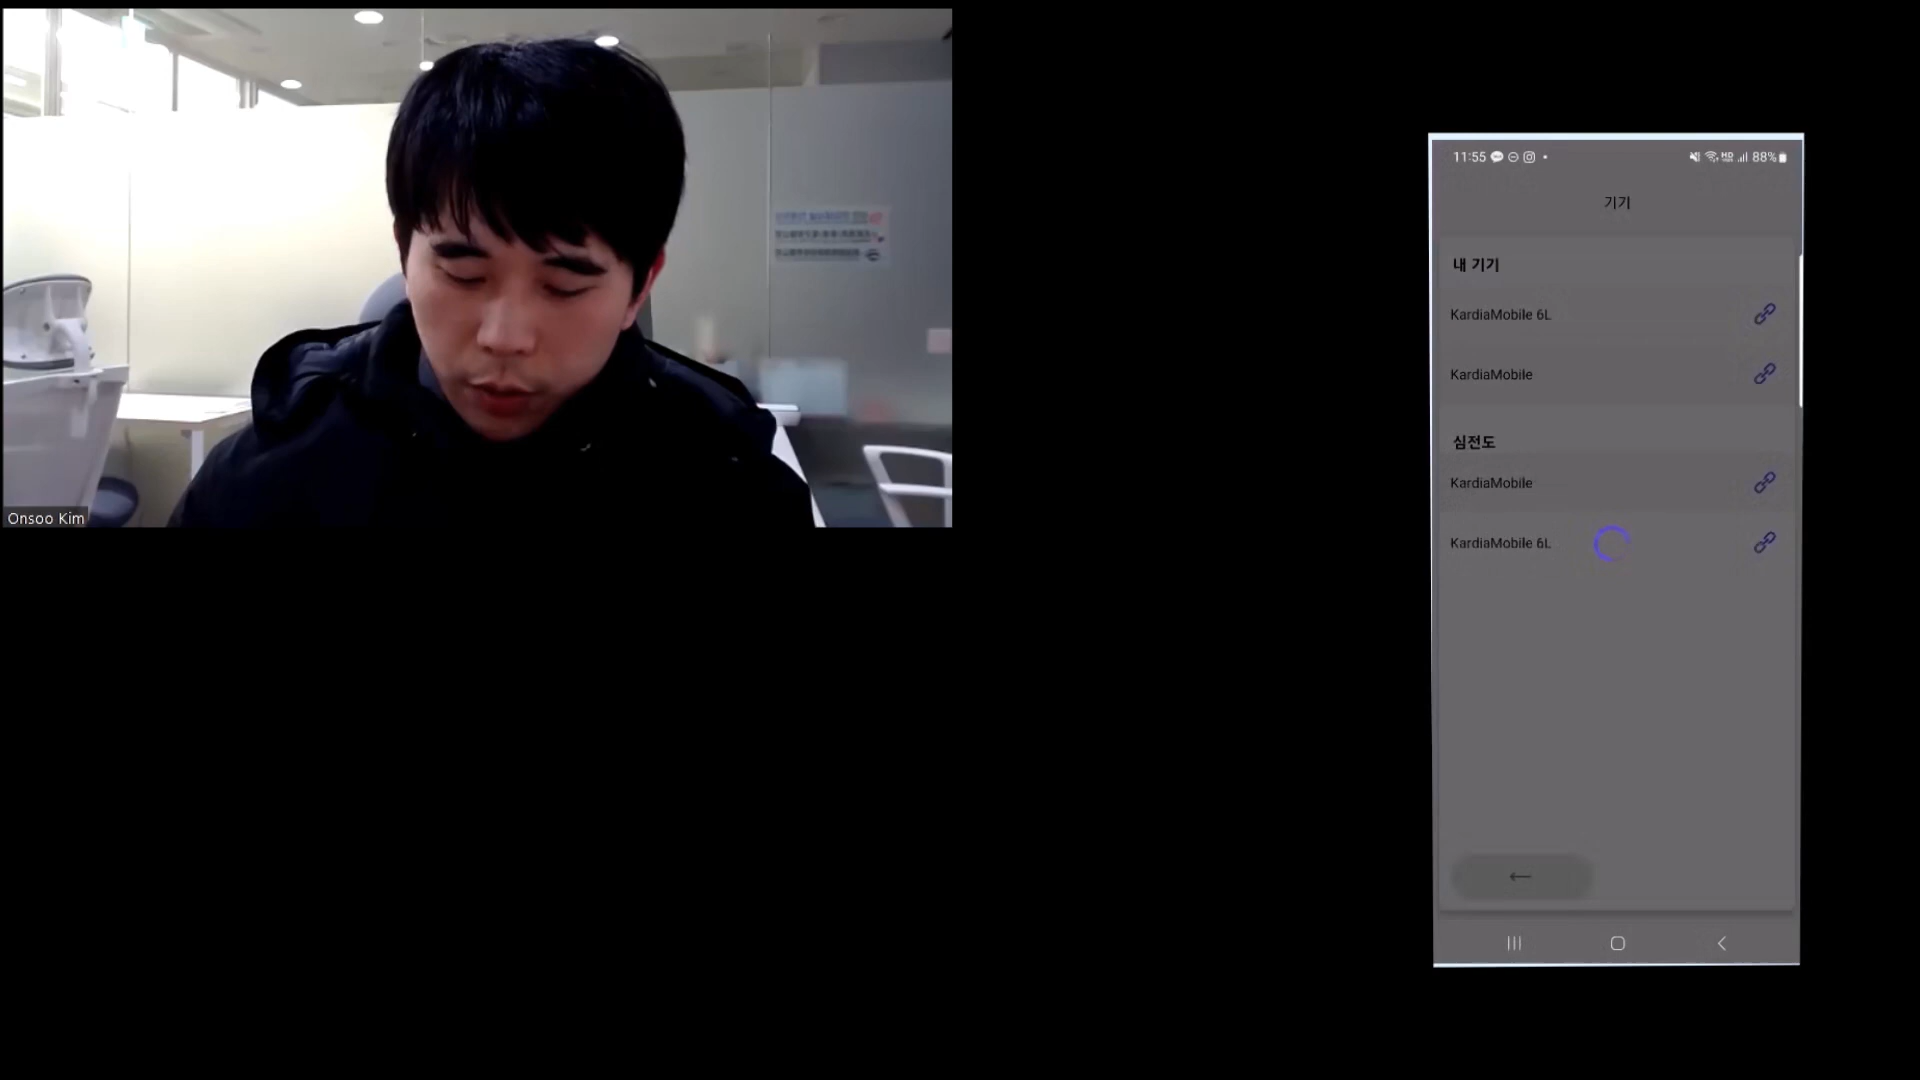 Onsoo Kim
11:55
88%
기기
내 기기
KardiaMobile 6L
KardiaMobile
심전도
KardiaMobile
KardiaMobile 6L